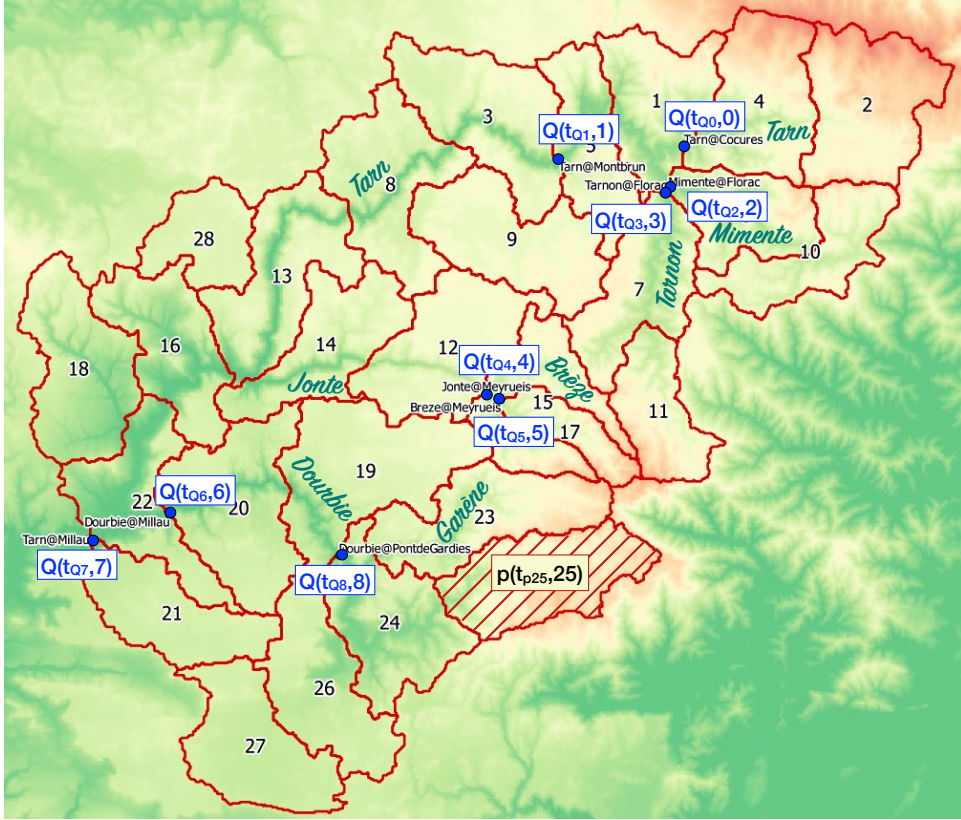 3
1
4
2
Q(tQ0,0)
Tarn
Q(tQ1,1)
5
Tarn@Cocures
Tarn@Montbrun
Tarn
8
Tarnon@Florac
Mimente@Florac
Q(tQ3,3)
Q(tQ2,2)
Mimente
9
28
10
13
7
Tarnon
16
14
12
18
Q(tQ4,4)
Brèze
Jonte
Jonte@Meyrueis
Breze@Meyrueis
15
11
Q(tQ5,5)
17
19
Dourbie
Q(tQ6,6)
22
20
Garène
23
Dourbie@Millau
Tarn@Millau
Dourbie@PontdeGardies
Q(tQ7,7)
Q(tQ8,8)
p(tp25,25)
21
24
26
27